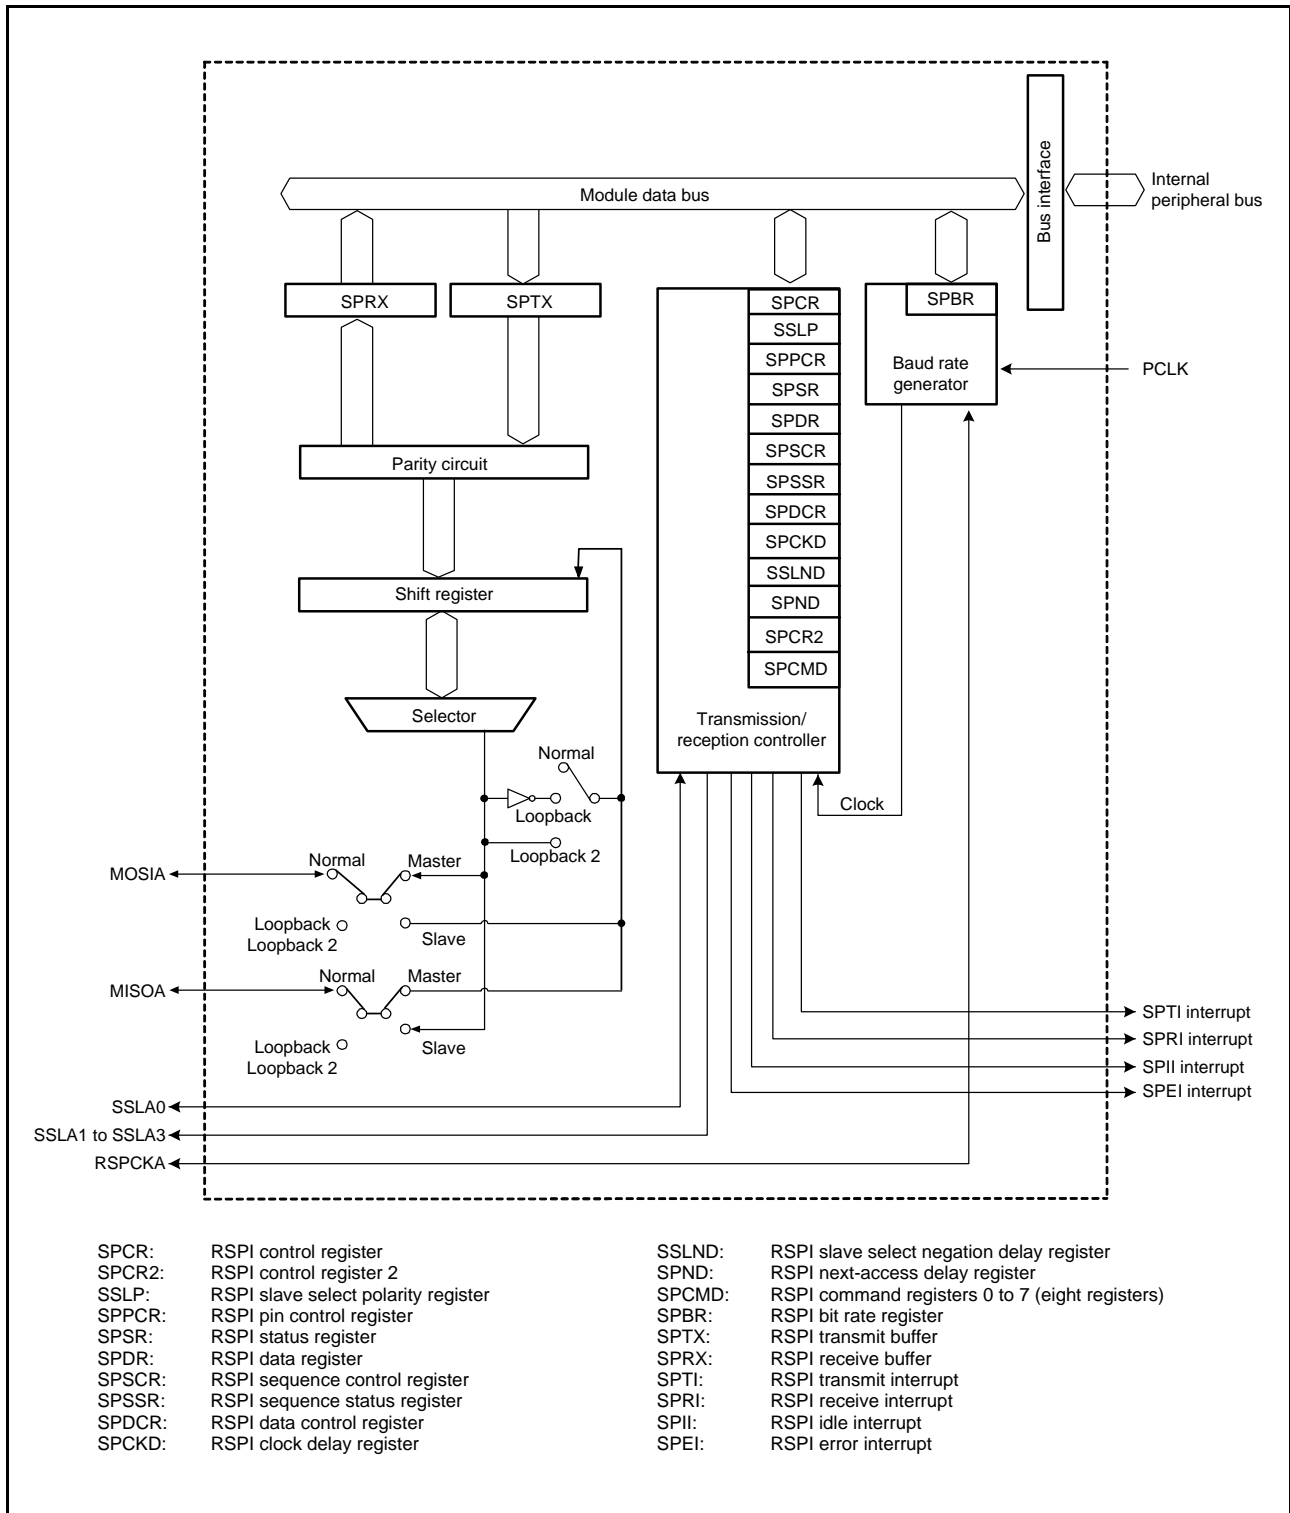 Bus interface
Internal
peripheral bus
Module data bus
SPRX
SPTX
SPCR
SSLP
SPPCR
SPSR
SPDR
SPSCR
SPSSR
SPDCR
SPCKD
SSLND
SPND
SPCR2
SPCMD
Transmission/
reception controller
SPBR
Baud rate
generator
PCLK
Parity circuit
Shift register
Selector
Normal
Loopback
Loopback 2
Clock
MOSIA
Normal
Master
Loopback
Loopback 2
Slave
MISOA
Normal
Master
Loopback
Loopback 2
Slave
SPTI interrupt
SPRI interrupt
SPII interrupt
SPEI interrupt
SSLA0
SSLA1 to SSLA3
RSPCKA
SPCR: RSPI control register
SPCR2: RSPI control register 2
SSLP: RSPI slave select polarity register
SPPCR: RSPI pin control register
SPSR: RSPI status register
SPDR: RSPI data register
SPSCR: RSPI sequence control register
SPSSR: RSPI sequence status register
SPDCR: RSPI data control register
SPCKD: RSPI clock delay register
SSLND: RSPI slave select negation delay register
SPND: RSPI next-access delay register
SPCMD: RSPI command registers 0 to 7 (eight registers)
SPBR: RSPI bit rate register
SPTX: RSPI transmit buffer
SPRX: RSPI receive buffer
SPTI: RSPI transmit interrupt
SPRI: RSPI receive interrupt
SPII: RSPI idle interrupt
SPEI: RSPI error interrupt